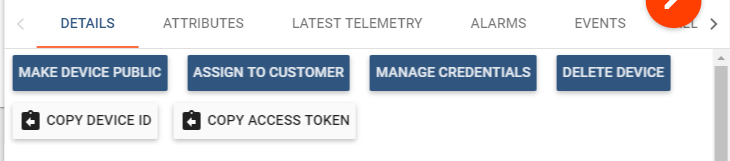 DETAILS ATTRIBUTES LATEST TELEMETRY ALARMS EVENTS
MAKE DEVICE PUBLIC ASSIGN TO CUSTOMER MANAGE CREDENTIALS DELETE DEVICE
COPY DEVICE ID COPY ACCESS TOKEN